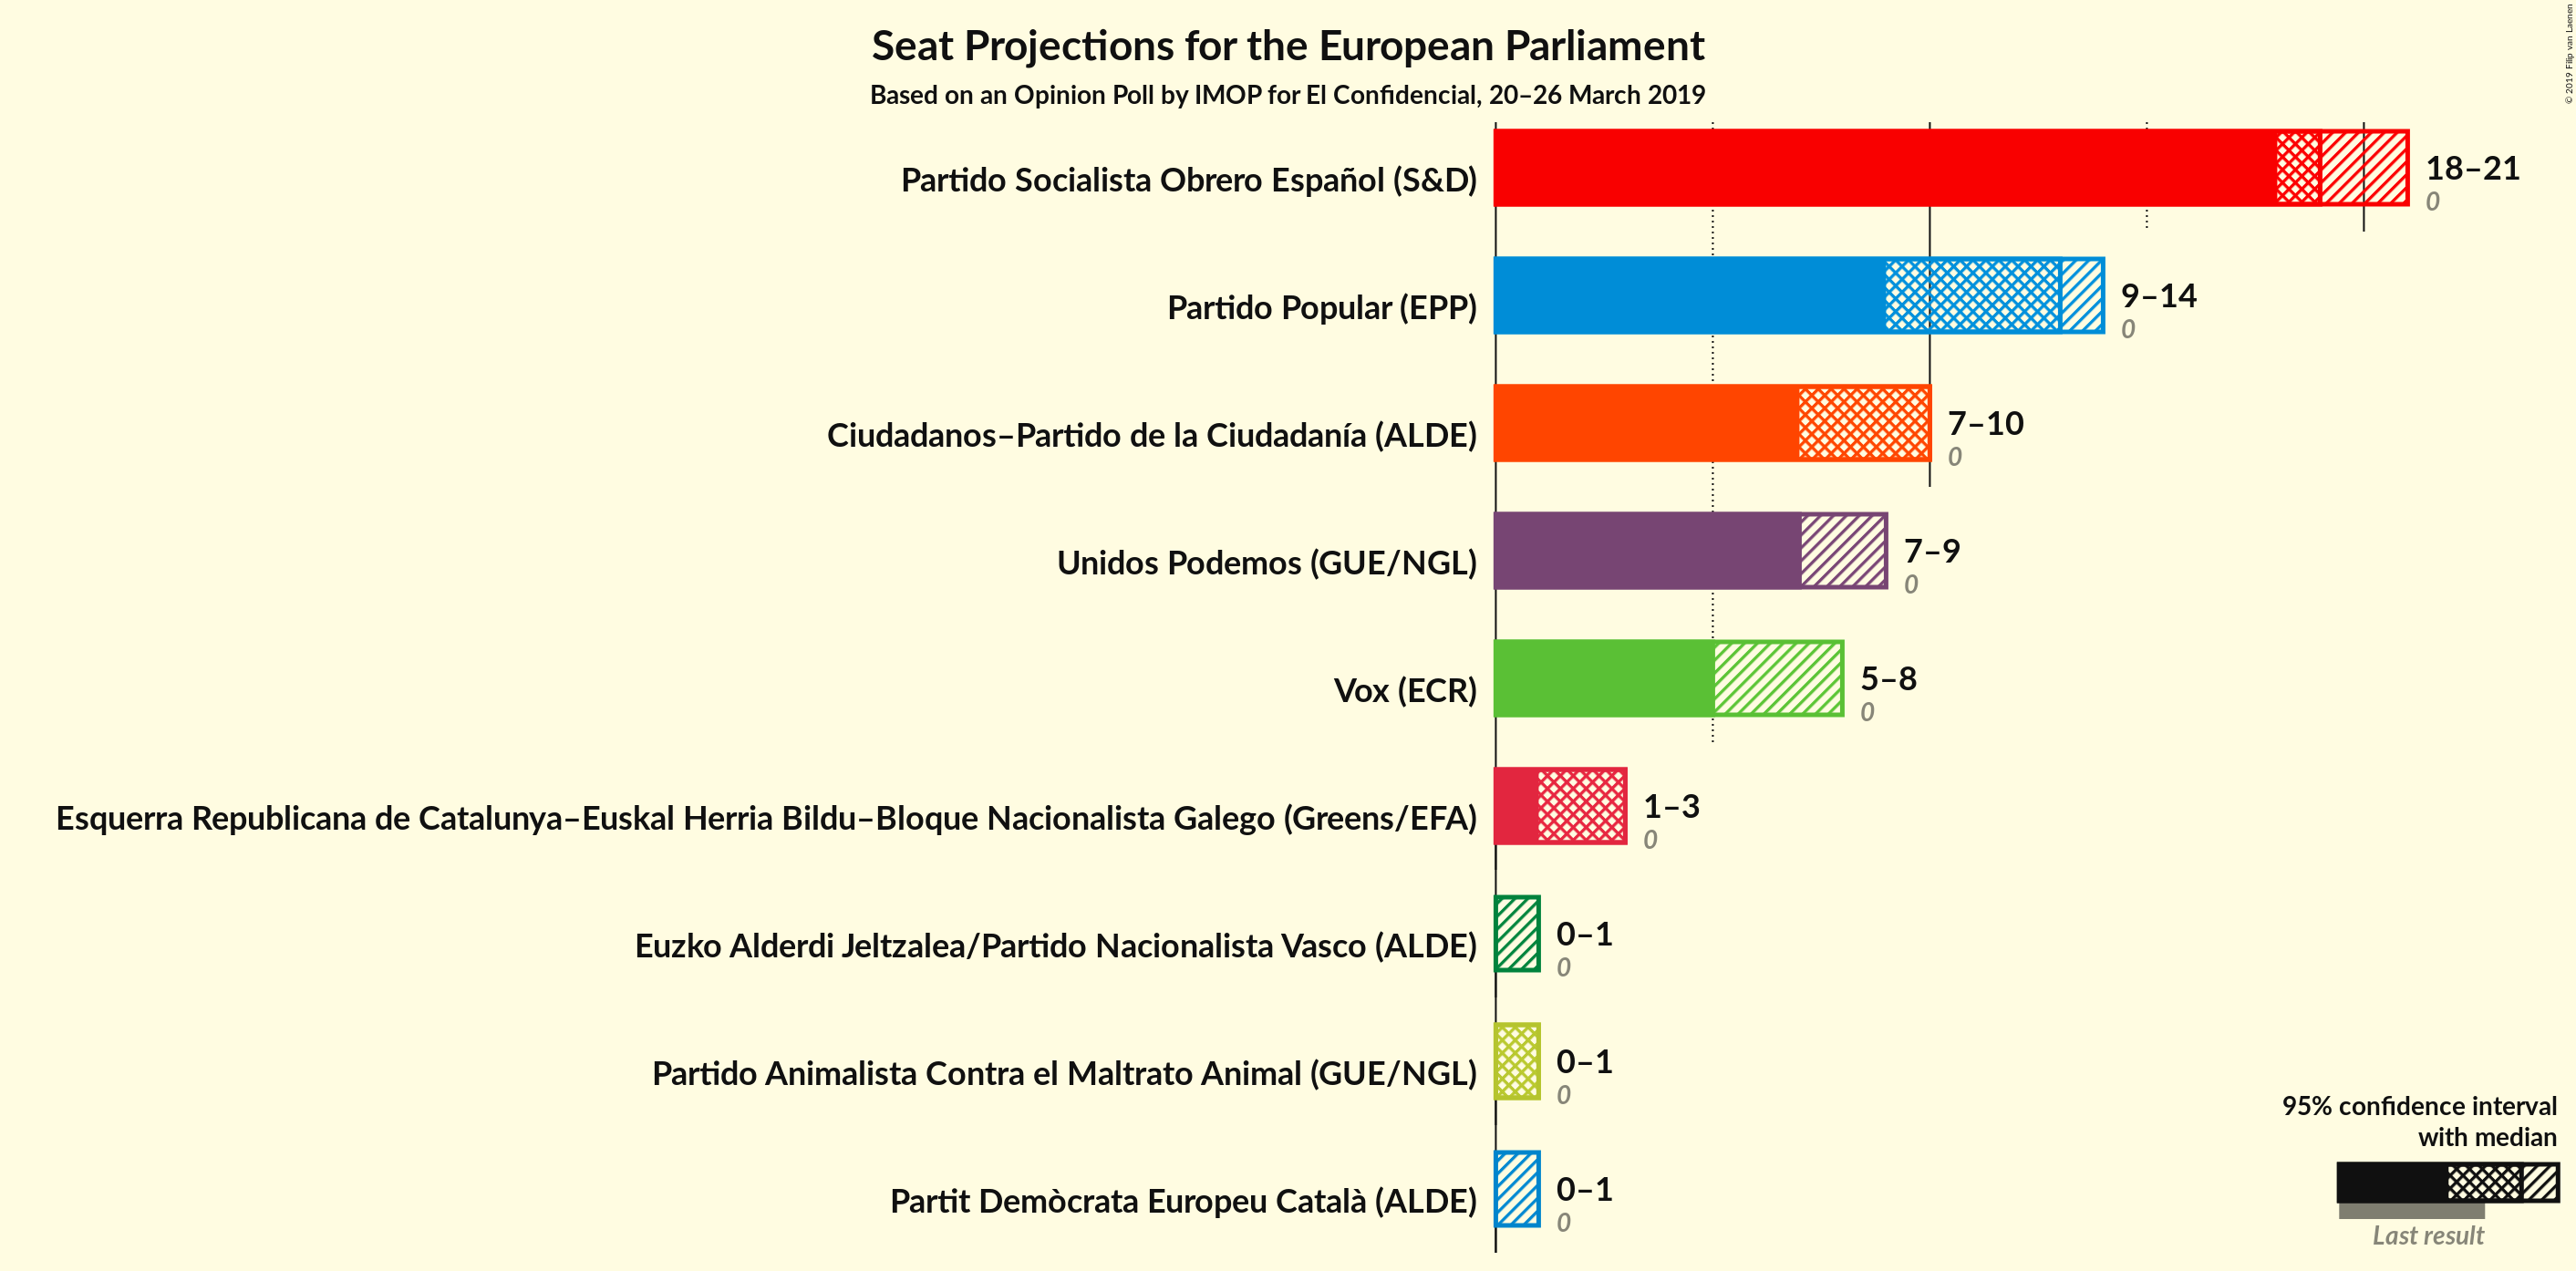 Seat Projections for the European Parliament
Based on an Opinion Poll by IMOP for El Confidencial, 20–26 March 2019
© 2019 Filip van Laenen
Partido Socialista Obrero Español (S&D)
18–21
0
Partido Popular (EPP)
9–14
0
Ciudadanos–Partido de la Ciudadanía (ALDE)
7–10
0
Unidos Podemos (GUE/NGL)
7–9
0
Vox (ECR)
5–8
0
Esquerra Republicana de Catalunya–Euskal Herria Bildu–Bloque Nacionalista Galego (Greens/EFA)
1–3
0
Euzko Alderdi Jeltzalea/Partido Nacionalista Vasco (ALDE)
0–1
0
Partido Animalista Contra el Maltrato Animal (GUE/NGL)
0–1
0
Partit Demòcrata Europeu Català (ALDE)
0–1
0
95% confidence interval
with median
Last result